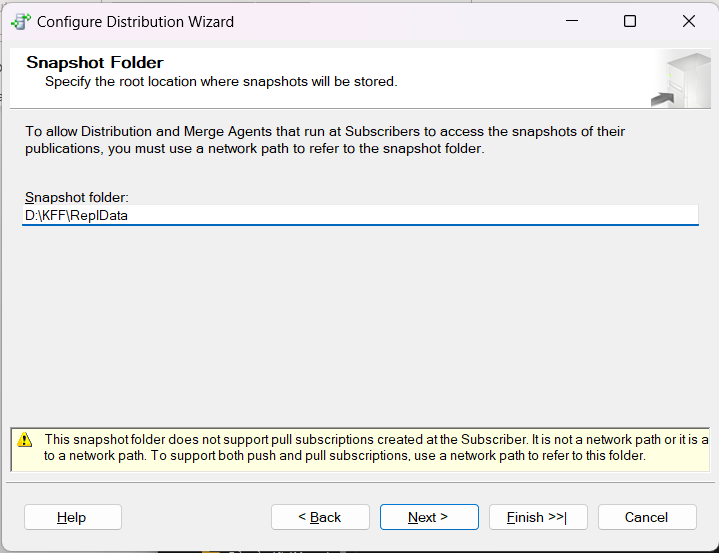 Configure Distribution Wizard
Snapshot Folder
Specify the root location where snapshots will be stored.
To allow Distribution and Merge Agents that run at Subscribers to access the snapshots of their
publications, you must use a network path to refer to the snapshot folder.
Snapshot folder:
D:\KFF\ReplData
This snapshot folder does not support pull subscriptions created at the Subscriber. It is not a network path or it is a
to a network path. To support both push and pull subscriptions, use a network path to refer to this folder.
Help
< Back
Next >
Finish >>|
Cancel